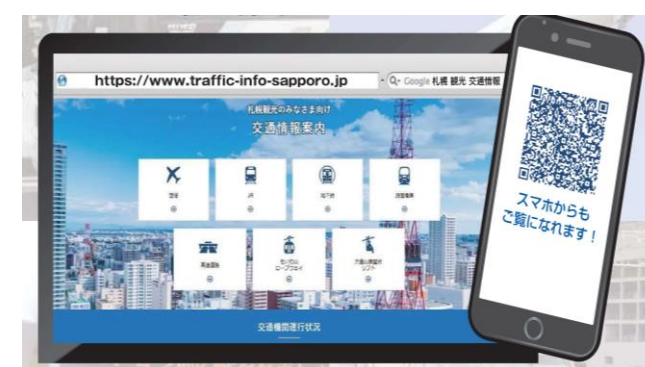 https://www.traffic-info-sapporo.jp
Google 札幌 観光 交通情報
札幌観光のみなさま向け
交通情報案内
空港
JR
地下鉄
路面電車
高速道路
もいわ山
ロープウェイ
大倉山展望台
リフト
交通機関運行状況
スマホからも
ご覧になれます！